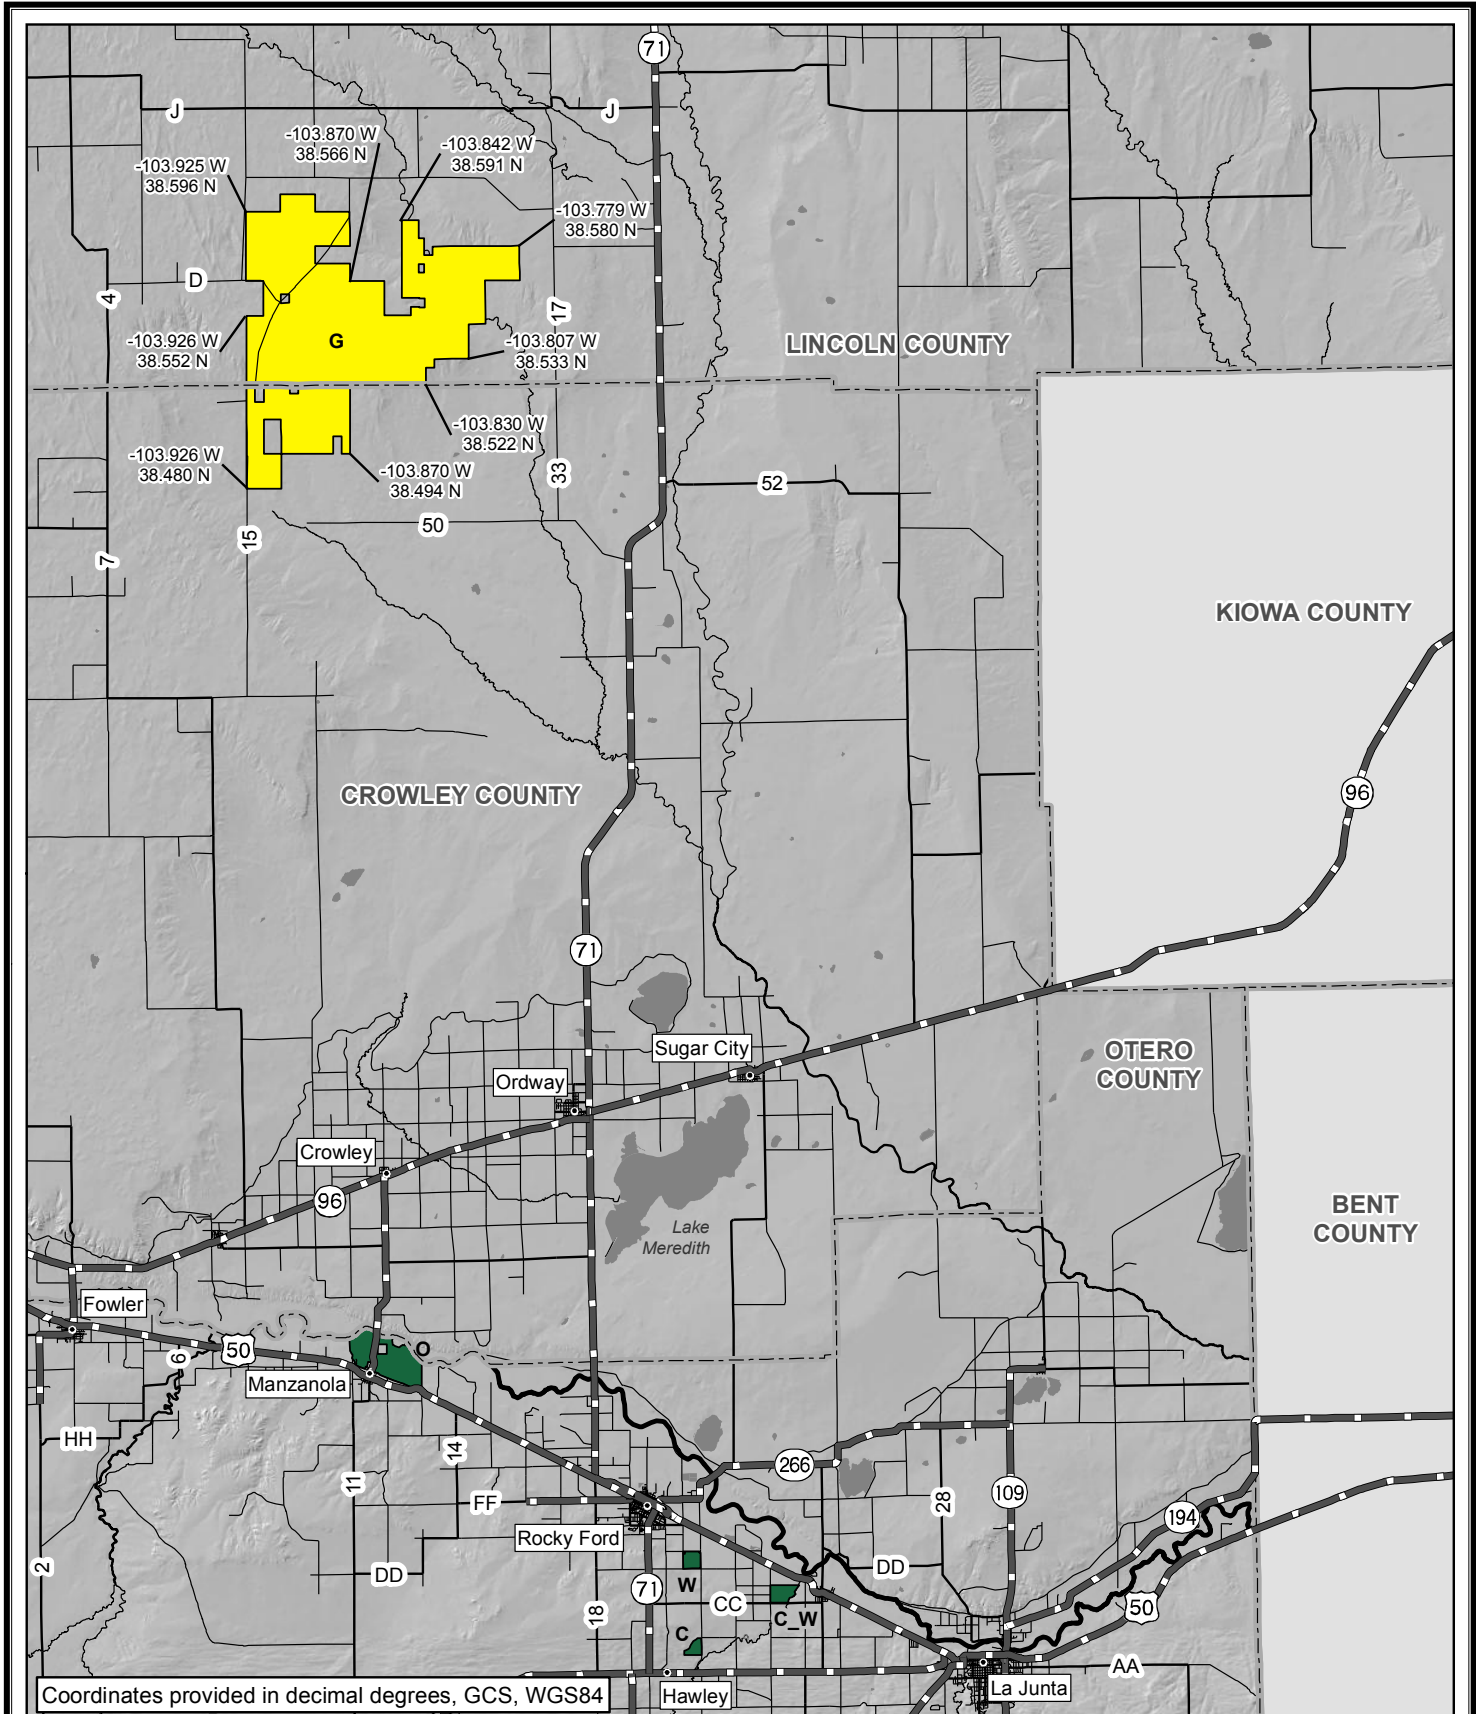 71
J
J
-103.870 W
38.566 N
-103.842 W
38.591 N
-103.925 W
38.596 N
-103.779 W
38.580 N
D
4
17
-103.926 W
38.552 N
G
-103.807 W
38.533 N
LINCOLN COUNTY
-103.830 W
38.522 N
-103.926 W
38.480 N
-103.870 W
38.494 N
33
52
50
15
7
KIOWA COUNTY
CROWLEY COUNTY
96
71
Sugar City
OTERO
COUNTY
Ordway
Crowley
96
Lake
Meredith
BENT
COUNTY
Fowler
50
6
O
Manzanola
HH
14
11
266
FF
28
109
194
Rocky Ford
2
DD
DD
W
71
CC
C_W
18
50
C
AA
Hawley
La Junta
Coordinates provided in decimal degrees, GCS, WGS84